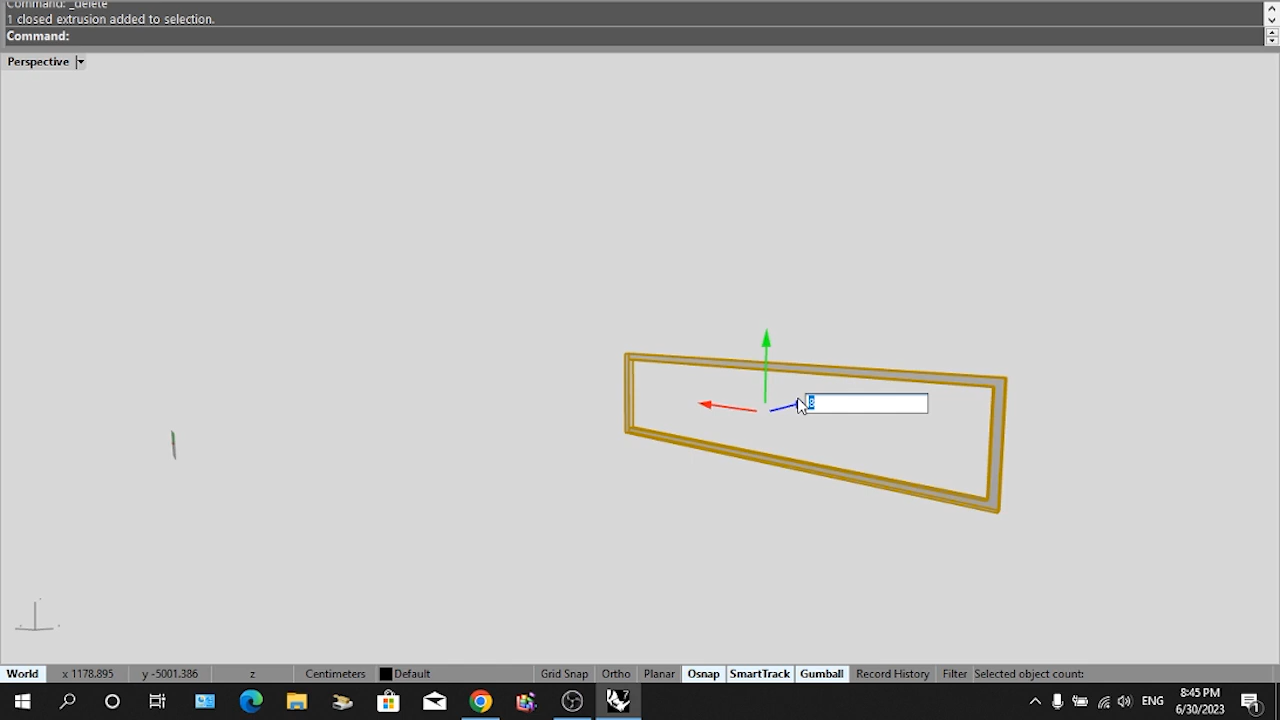 Command: _delete
1 closed extrusion added to selection.
Command:
Perspective
World x 1178.895 y -5001.386 z Centimeters Default Grid Snap Ortho Planar Osnap SmartTrack Gumball Record History Filter Selected object count:
ENG 8:45 PM
6/30/2023